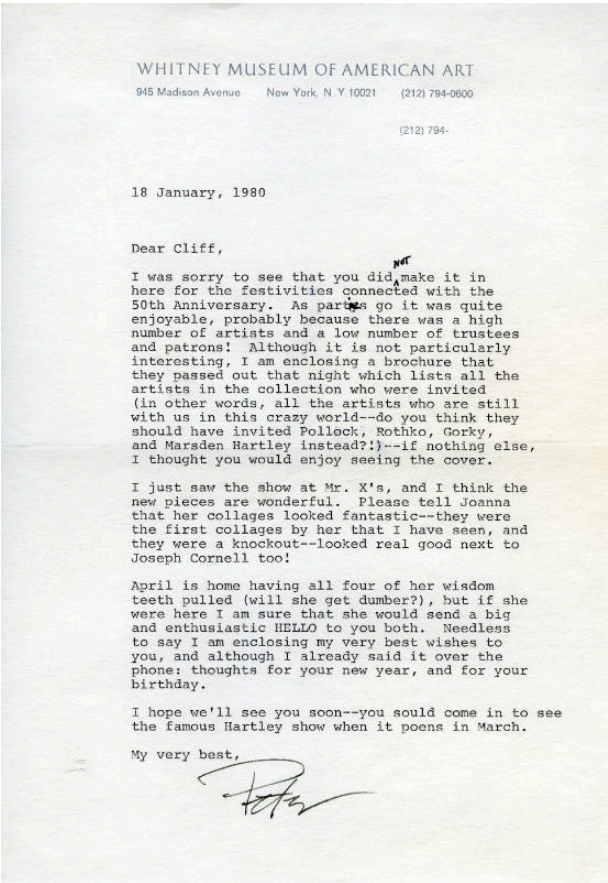 WHITNEY MUSEUM OF AMERICAN ART
945 Madison Avenue New York, N. Y 10021 (212) 794-0600
(212) 794-
18 January, 1980
Dear Cliff,
NOT
I was sorry to see that you did make it in
here for the festivities connected with the
50th Anniversary. As parties go it was quite
enjoyable, probably because there was a high
number of artists and a low number of trustees
and patrons! Although it is not particularly
interesting, I am enclosing a brochure that
they passed out that night which lists all the
artists in the collection who were invited
(in other words, all the artists who are still
with us in this crazy world--do you think they
should have invited Pollock, Rothko, Gorky,
and Marsden Hartley instead?!)--if nothing else,
I thought you would enjoy seeing the cover.
I just saw the show at Mr. X's, and I think the
new pieces are wonderful. Please tell Joanna
that her collages looked fantastic--they were
the first collages by her that I have seen, and
they were a knockout--looked real good next to
Joseph Cornell too!
April is home having all four of her wisdom
teeth pulled (will she get dumber?), but if she
were here I am sure that she would send a big
and enthusiastic HELLO to you both. Needless
to say I am enclosing my very best wishes to
you, and although I already said it over the
phone: thoughts for your new year, and for your
birthday.
I hope we'll see you soon--you sould come in to see
the famous Hartley show when it poens in March.
My very best,
Peter